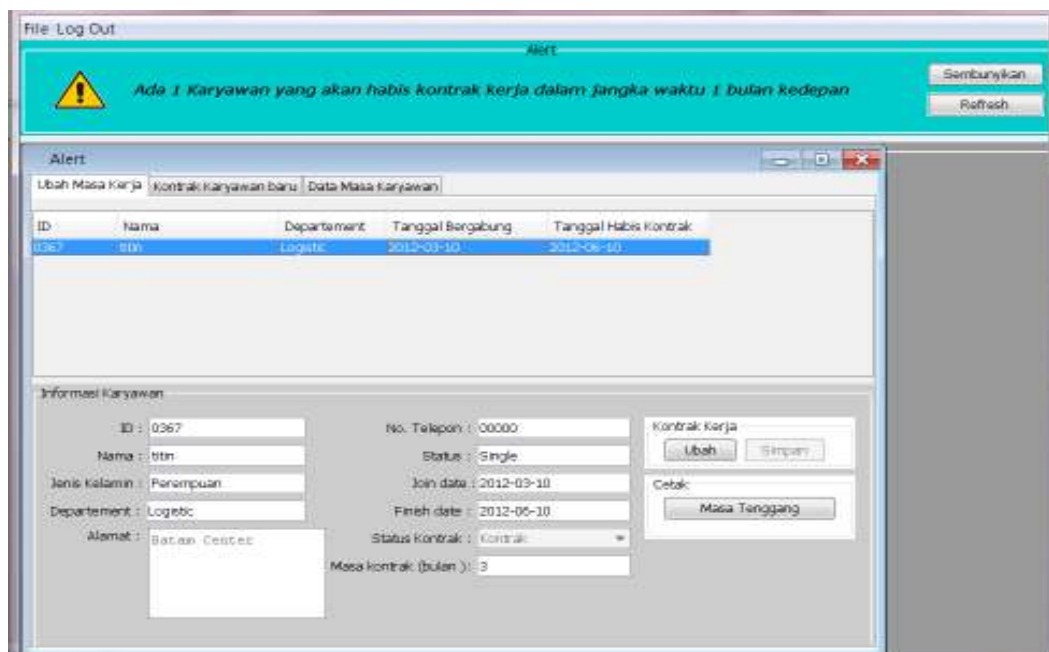 File Log Out
Alert
Ada 1 Karyawan yang akan habis kontrak kerja dalam jangka waktu 1 bulan kedepan
Sembunyikan
Refresh
Alert
Ubah Masa Kerja Kontrak Karyawan baru Data Masa Karyawan
ID Nama Departement Tanggal Bergabung Tanggal Habis Kontrak
0367 titin Logistic 2012-03-10 2012-06-10
Informasi Karyawan
ID : 0367
Nama : titin
Jenis Kelamin : Perempuan
Departement : Logistic
Alamat : Batam Center
No. Telepon : 00000
Status : Single
Join date : 2012-03-10
Finish date : 2012-06-10
Status Kontrak : Kontrak
Masa kontrak (bulan ): 3
Kontrak Kerja
Ubah Simpan
Cetak
Masa Tenggang